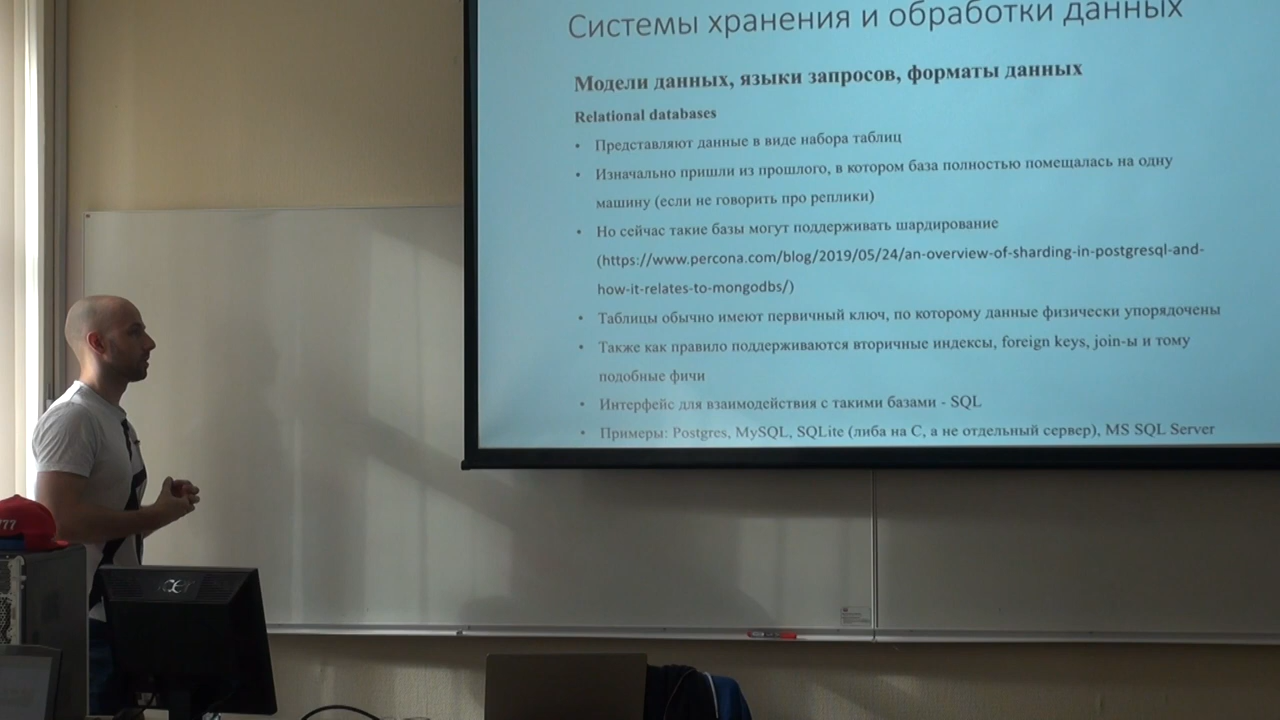 Системы хранения и обработки данных
Модели данных, языки запросов, форматы данных
Relational databases
• Представляют данные в виде набора таблиц
• Изначально пришли из прошлого, в котором база полностью помещалась на одну
машину (если не говорить про реплики)
• Но сейчас такие базы могут поддерживать шардирование
(https://www.percona.com/blog/2019/05/24/an-overview-of-sharding-in-postgresql-and-
how-it-relates-to-mongodbs/)
• Таблицы обычно имеют первичный ключ, по которому данные физически упорядочены
• Также как правило поддерживаются вторичные индексы, foreign keys, join-ы и тому
подобные фичи
• Интерфейс для взаимодействия с такими базами - SQL
• Примеры: Postgres, MySQL, SQLite (либа на C, а не отдельный сервер), MS SQL Server
777
acer